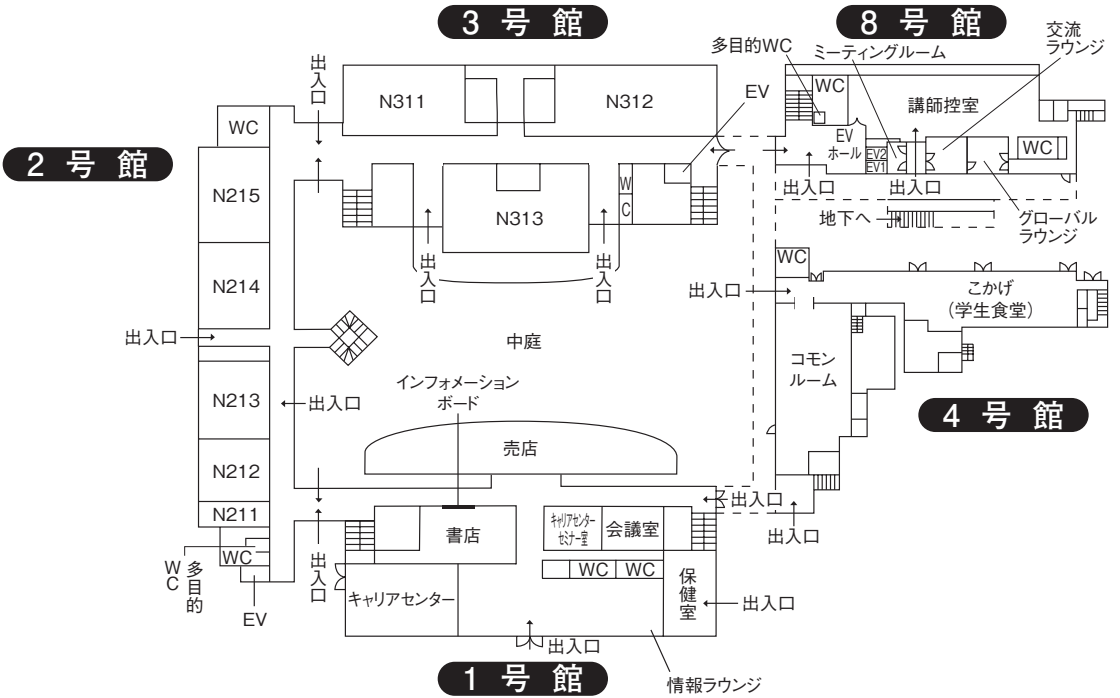 3 号 館
8 号 館
交流
ラウンジ
多目的WC
ミーティングルーム
出入口
N311
N312
EV
WC
講師控室
EV
ホール
EV2
EV1
WC
出入口
出入口
地下へ
グローバル
ラウンジ
2 号 館
WC
N215
N214
出入口
N213
出入口
N212
N211
WC
多目的
WC
EV
N313
WC
出入口
出入口
中庭
インフォメーション
ボード
売店
WC
出入口
こかげ
(学生食堂)
コモン
ルーム
4 号 館
出入口
出入口
書店
キャリアセンター
セミナー室
会議室
WC
WC
保健室
出入口
出入口
キャリアセンター
出入口
情報ラウンジ
1 号 館